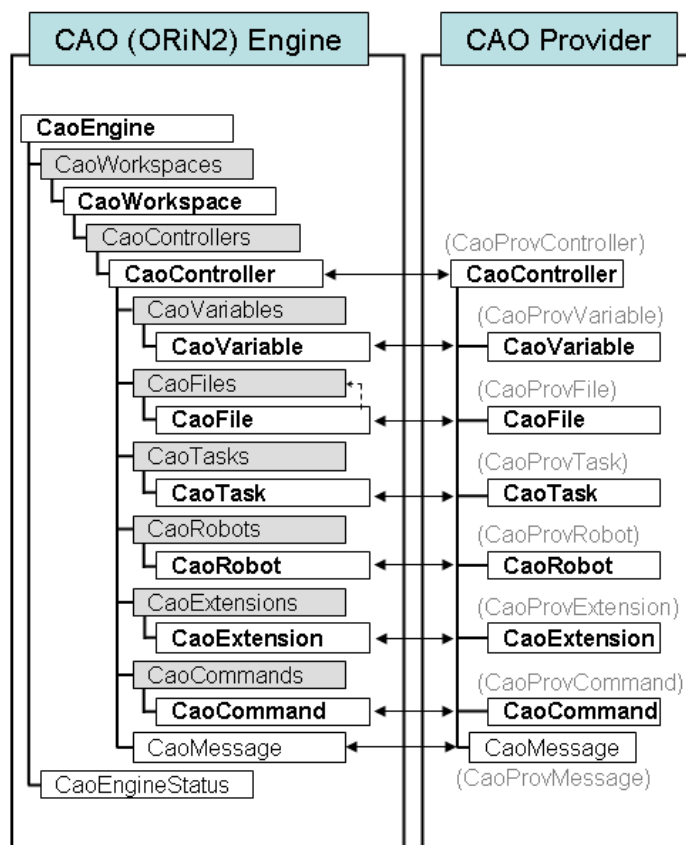 CAO (ORiN2) Engine
CaoEngine
CaoWorkspaces
CaoWorkspace
CaoControllers
CaoController
CaoVariables
CaoVariable
CaoFiles
CaoFile
CaoTasks
CaoTask
CaoRobots
CaoRobot
CaoExtensions
CaoExtension
CaoCommands
CaoCommand
CaoMessage
CaoEngineStatus
CAO Provider
(CaoProvController)
CaoController
(CaoProvVariable)
CaoVariable
(CaoProvFile)
CaoFile
(CaoProvTask)
CaoTask
(CaoProvRobot)
CaoRobot
(CaoProvExtension)
CaoExtension
(CaoProvCommand)
CaoCommand
CaoMessage
(CaoProvMessage)